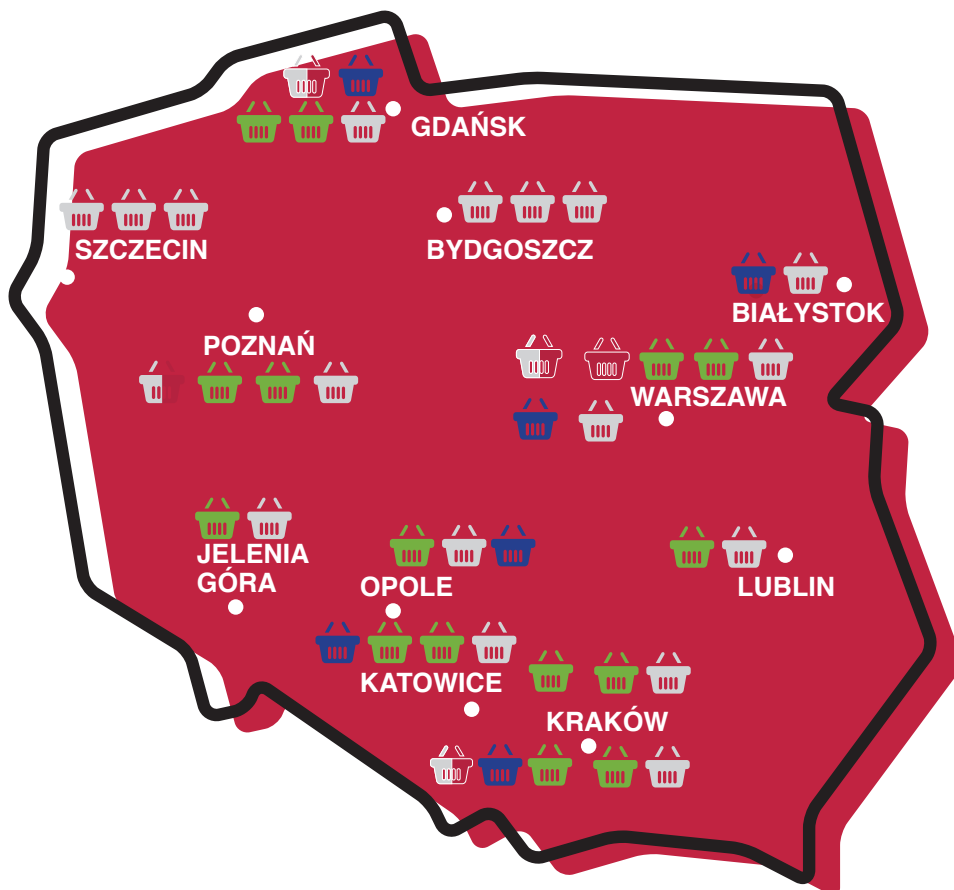 GDAŃSK
SZCZECIN
BYDGOSZCZ
BIAŁYSTOK
POZNAŃ
WARSZAWA
JELENIA
GÓRA
OPOLE
LUBLIN
KATOWICE
KRAKÓW